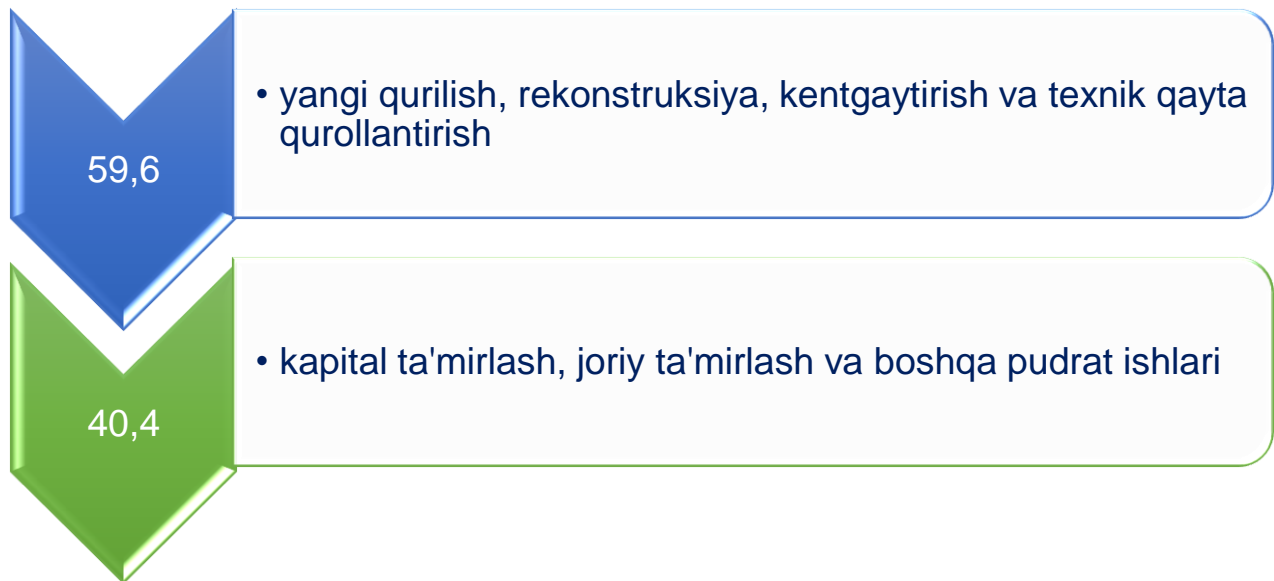 59,6
• yangi qurilish, rekonstruksiya, kentgaytirish va texnik qayta
qurollantirish
40,4
• kapital ta'mirlash, joriy ta'mirlash va boshqa pudrat ishlari